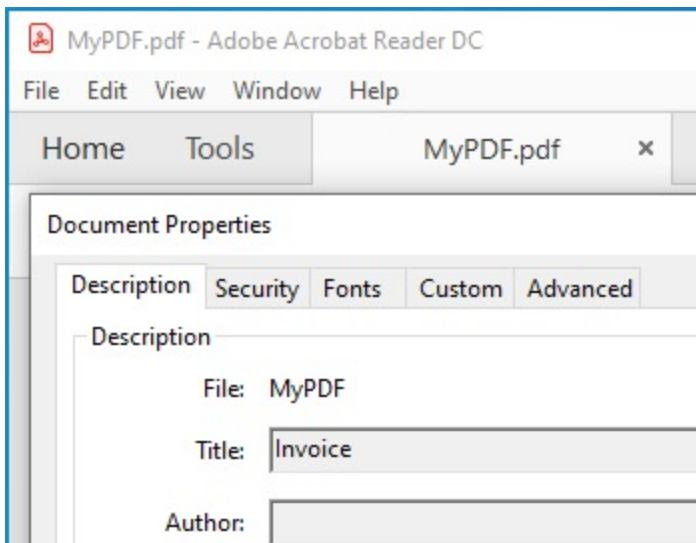 MyPDF.pdf - Adobe Acrobat Reader DC
File Edit View Window Help
Home Tools MyPDF.pdf ×
Document Properties
Description Security Fonts Custom Advanced
Description
File: MyPDF
Title: Invoice
Author: